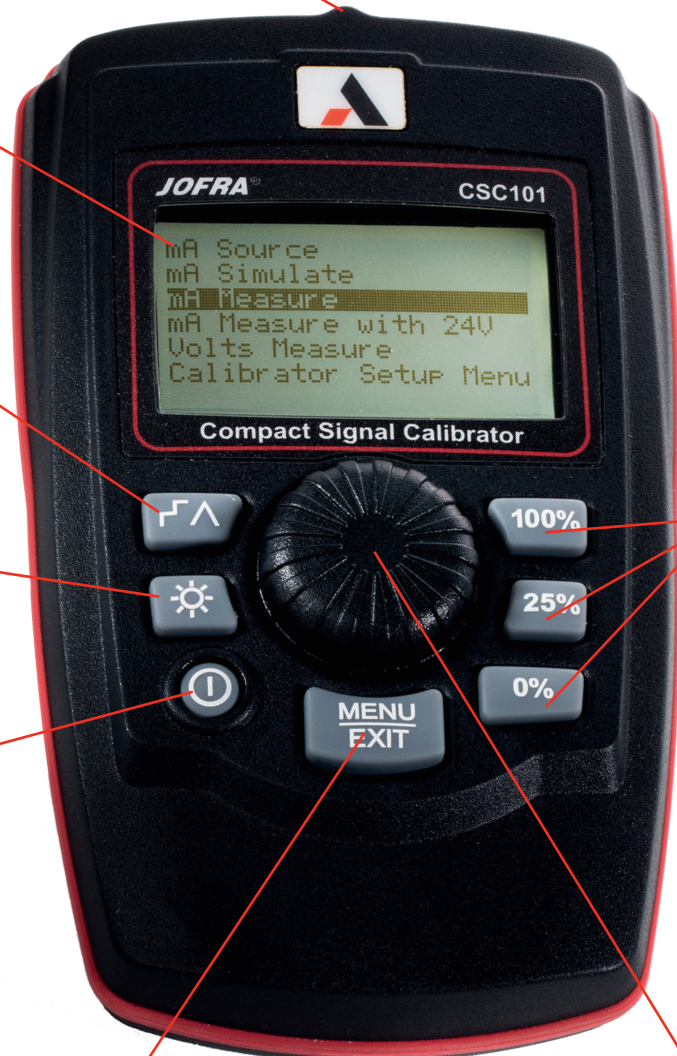 JOFRA®
CSC101
mA Source
mA Simulate
mA Measure
mA Measure with 24V
Volts Measure
Calibrator Setup Menu
Compact Signal Calibrator
100%
25%
0%
MENU
EXIT